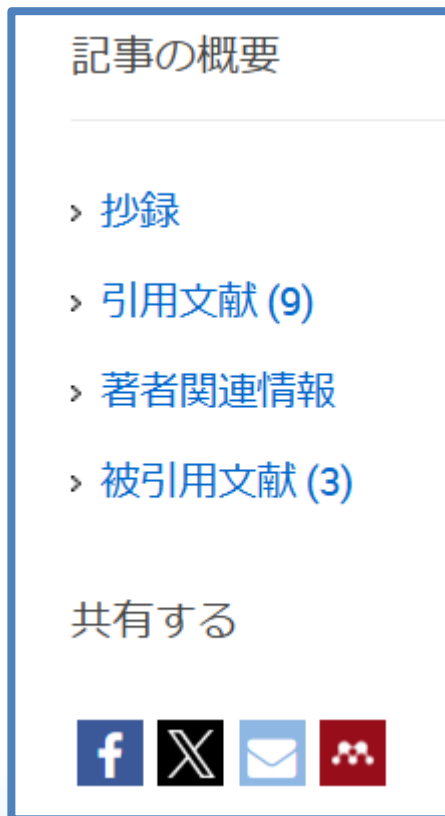 記事の概要
抄録
引用文献 (9)
著者関連情報
被引用文献 (3)
共有する